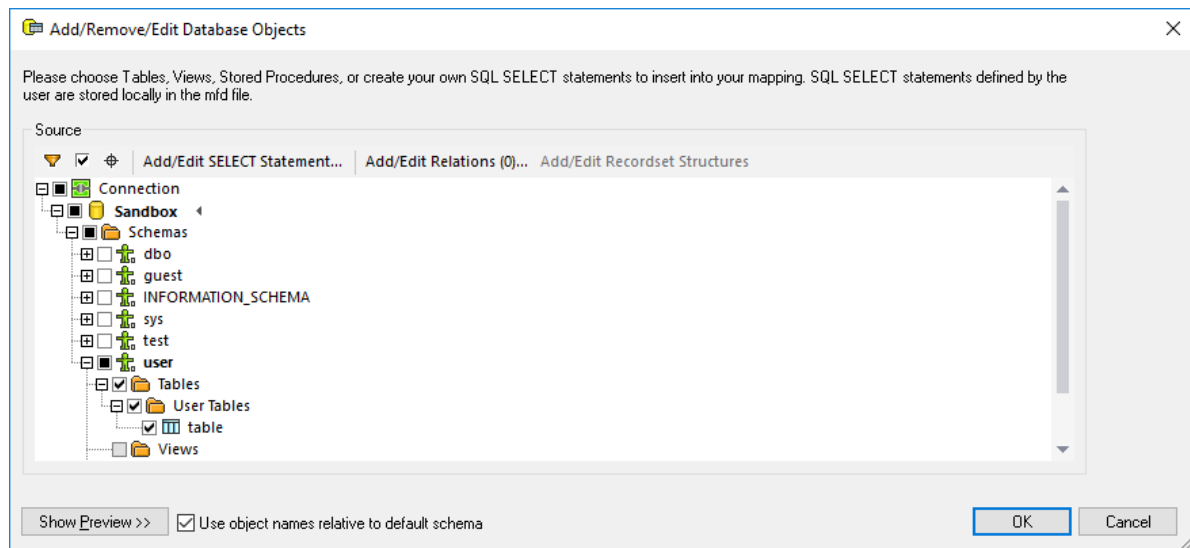 Add/Remove/Edit Database Objects
Please choose Tables, Views, Stored Procedures, or create your own SQL SELECT statements to insert into your mapping. SQL SELECT statements defined by the
user are stored locally in the mfd file.
Source
Add/Edit SELECT Statement... Add/Edit Relations (0)... Add/Edit Recordset Structures
Connection
Sandbox
Schemas
dbo
guest
INFORMATION_SCHEMA
sys
test
user
Tables
User Tables
table
Views
Show Preview >> Use object names relative to default schema OK Cancel